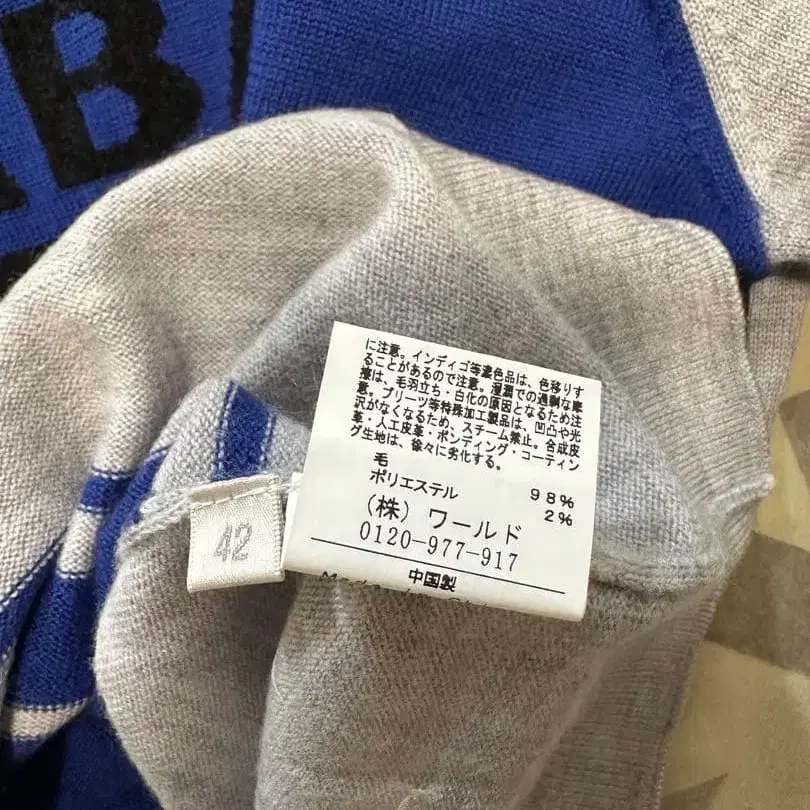 AB
に注意。インディゴ等濃色品は、色移りす
ることがあるので注意。湿潤での過剰な摩
擦は、毛羽立ち・白化の原因となるため注
意。プリーツ等特殊加工製品は、凹凸や光
沢がなくなるため、スチーム禁止。合成皮
革・人工皮革・ボンディング・コーティン
グ生地は、徐々に劣化する。
毛 98%
ポリエステル 2%
(株) ワールド
0120-977-917
中国製
42